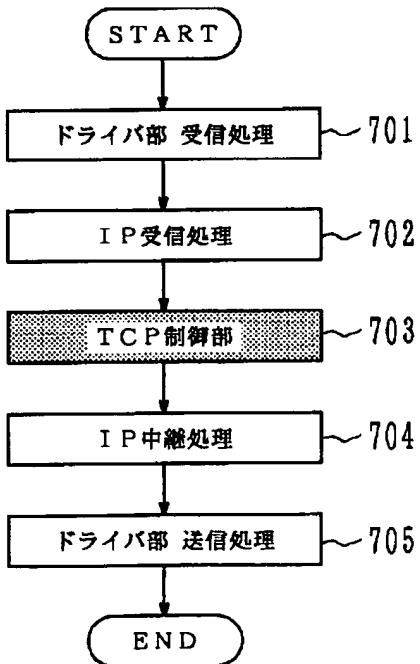 START
ドライバ部 受信処理 701
IP受信処理 702
TCP制御部 703
IP中継処理 704
ドライバ部 送信処理 705
END